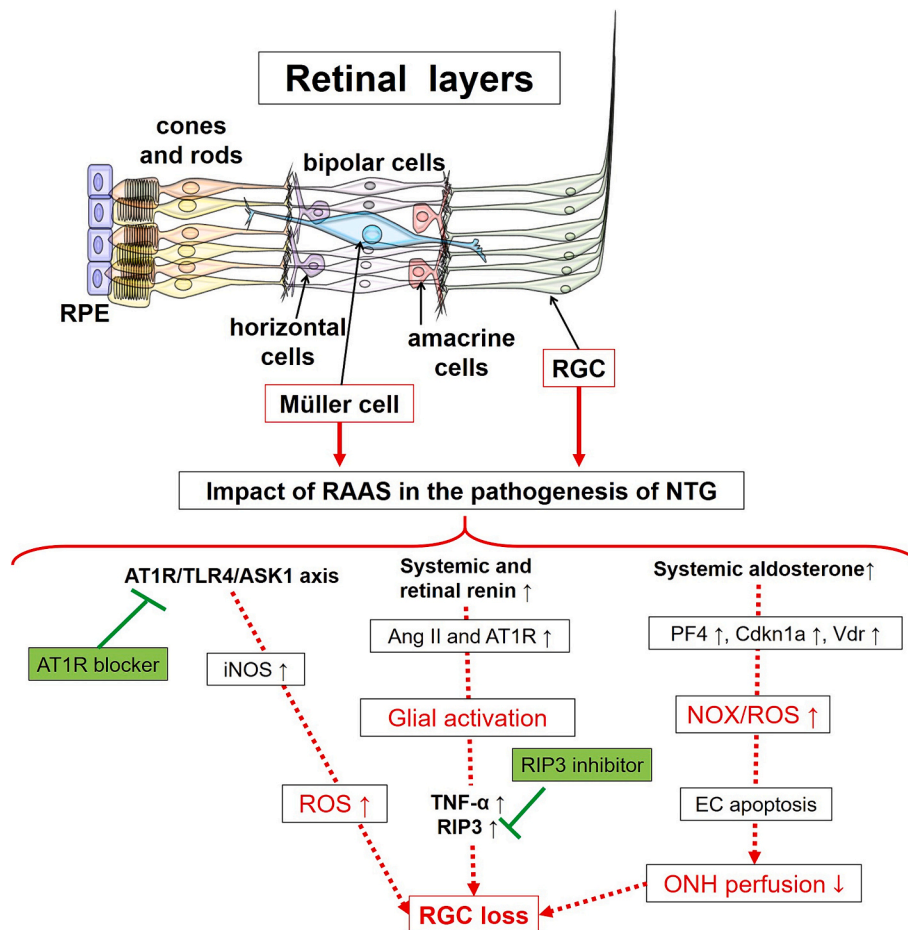 Retinal layers
cones
and rods
bipolar cells
RPE
horizontal
cells
amacrine
cells
RGC
Müller cell
Impact of RAAS in the pathogenesis of NTG
AT1R/TLR4/ASK1 axis
AT1R blocker
iNOS ↑
ROS ↑
Systemic and
retinal renin ↑
Ang II and AT1R ↑
Glial activation
RIP3 inhibitor
TNF-α ↑
RIP3 ↑
Systemic aldosterone↑
PF4 ↑, Cdkn1a ↑, Vdr ↑
NOX/ROS ↑
EC apoptosis
ONH perfusion ↓
RGC loss